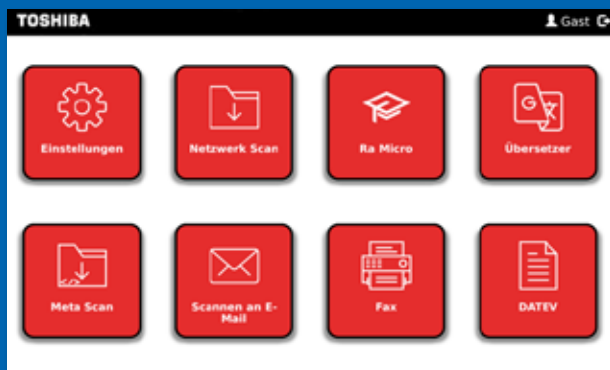 TOSHIBA
Gast
Einstellungen
Netzwerk Scan
Ra Micro
Übersetzer
Meta Scan
Scannen an E-
Mail
Fax
DATEV